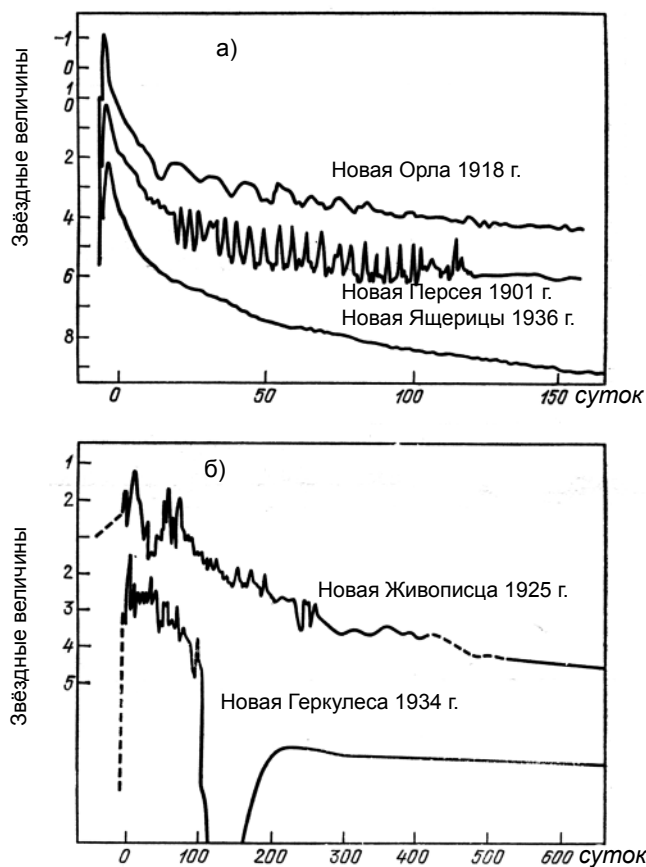 а)
Звёздные величины
–1
0
1
0
2
4
6
8
Новая Орла 1918 г.
Новая Персея 1901 г.
Новая Ящерицы 1936 г.
0 50 100 150 суток
б)
Звёздные величины
1
2
2
3
4
5
Новая Живописца 1925 г.
Новая Геркулеса 1934 г.
0 100 200 300 400 500 600 суток